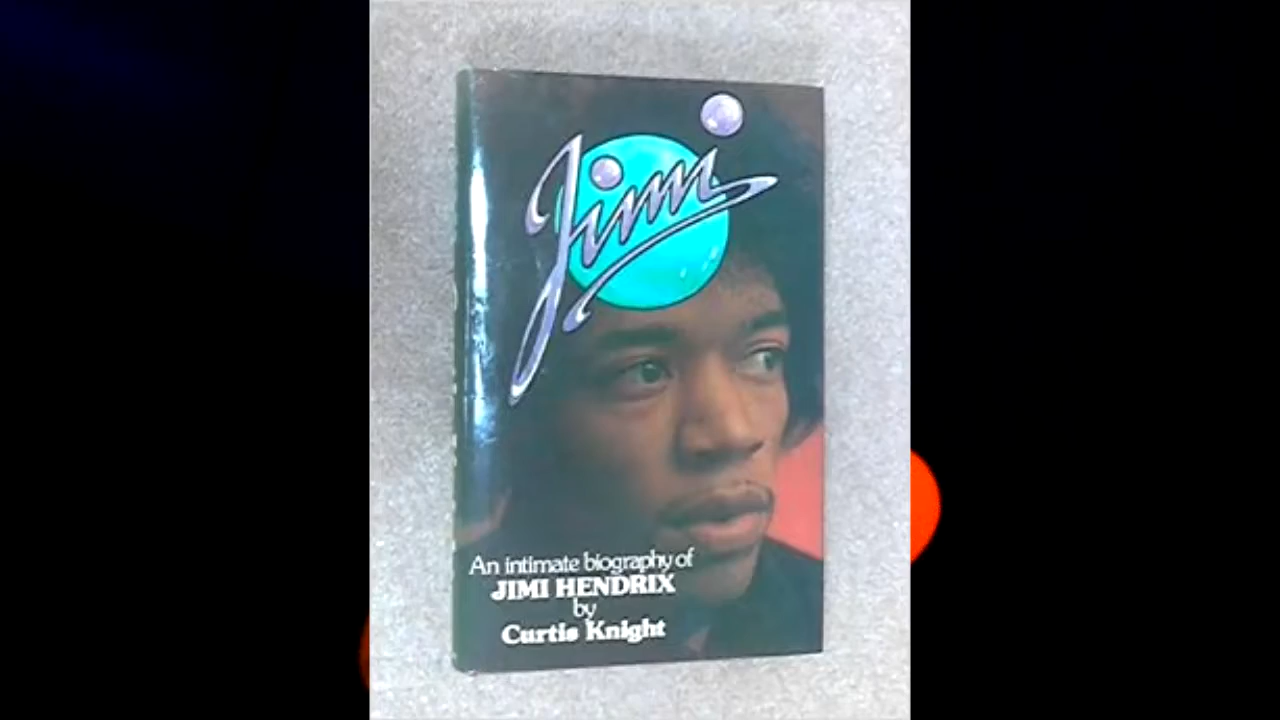 Jimi
An intimate biography of
JIMI HENDRIX
by
Curtis Knight